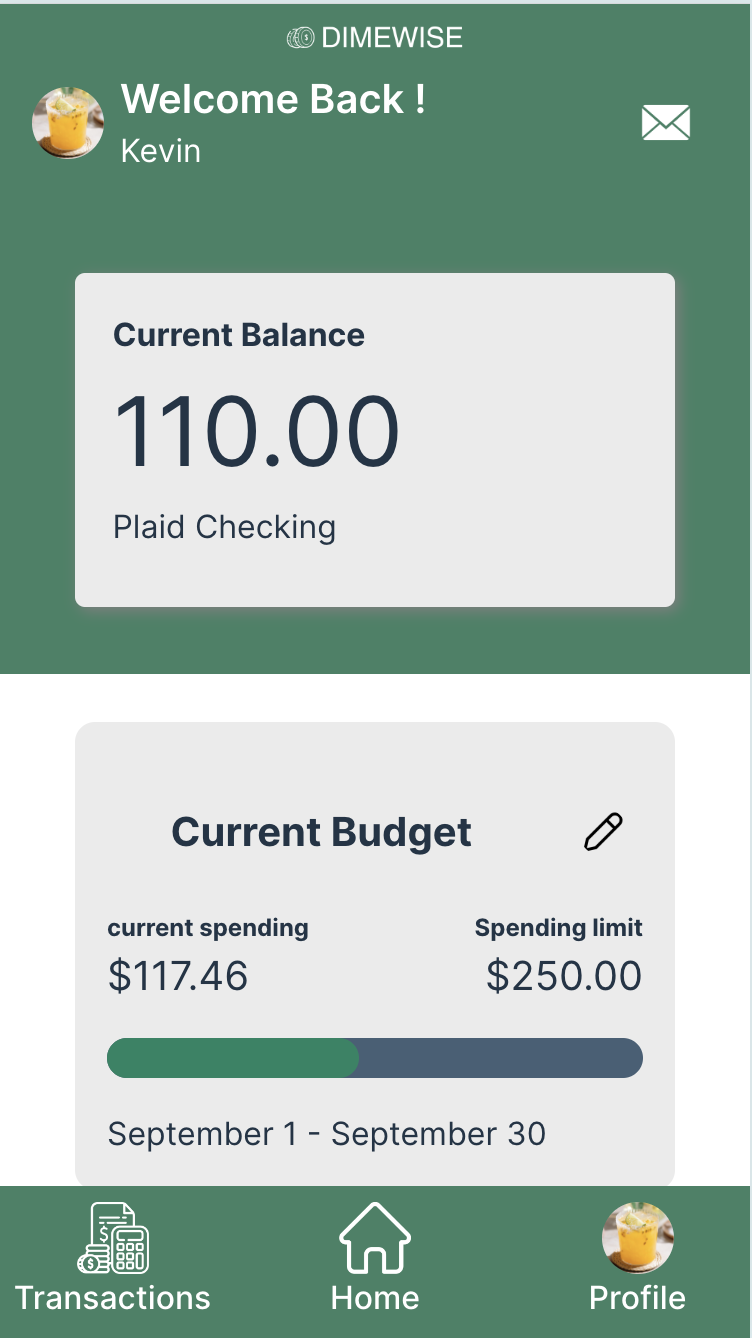 DIMEWISE
Welcome Back !
Kevin
Current Balance
110.00
Plaid Checking
Current Budget
current spending Spending limit
$117.46 $250.00
September 1 - September 30
Transactions Home Profile